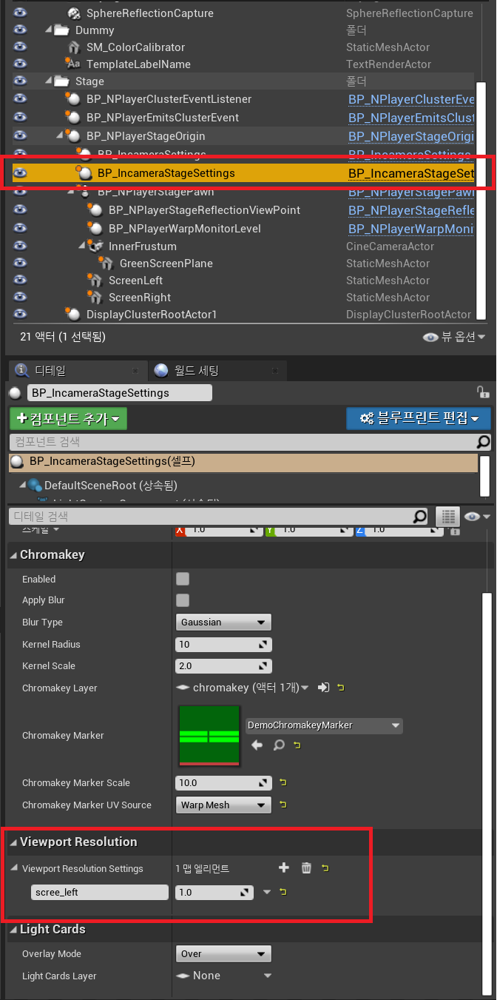 SphereReflectionCapture SphereReflectionCapture
Dummy 폴더
SM_ColorCalibrator StaticMeshActor
TemplateLabelName TextRenderActor
Stage 폴더
BP_NPlayerClusterEventListener BP_NPlayerClusterEve
BP_NPlayerEmitsClusterEvent BP_NPlayerEmitsClust
BP_NPlayerStageOrigin BP_NPlayerStageOrigi
BP_IncameraSettings BP_IncameraSettings
BP_IncameraStageSettings BP_IncameraStageSet
BP_NPlayerStagePawn BP_NPlayerStagePawn
BP_NPlayerStageReflectionViewPoint BP_NPlayerStageRefle
BP_NPlayerWarpMonitorLevel BP_NPlayerWarpMoni
InnerFrustum CineCameraActor
GreenScreenPlane StaticMeshActor
ScreenLeft StaticMeshActor
ScreenRight StaticMeshActor
DisplayClusterRootActor1 DisplayClusterRootActor
21 액터 (1 선택됨) 뷰 옵션
디테일 월드 세팅
BP_IncameraStageSettings
+컴포넌트 추가 블루프린트 편집
컴포넌트 검색
BP_IncameraStageSettings(셀프)
DefaultSceneRoot (상속됨)
디테일 검색
스케일 X 1.0 Y 1.0 Z 1.0
Chromakey
Enabled
Apply Blur
Blur Type Gaussian
Kernel Radius 10
Kernel Scale 2.0
Chromakey Layer chromakey (액터 1개)
Chromakey Marker DemoChromakeyMarker
Chromakey Marker Scale 10.0
Chromakey Marker UV Source Warp Mesh
Viewport Resolution
Viewport Resolution Settings 1 맵 엘리먼트
scree_left 1.0
Light Cards
Overlay Mode Over
Light Cards Layer None